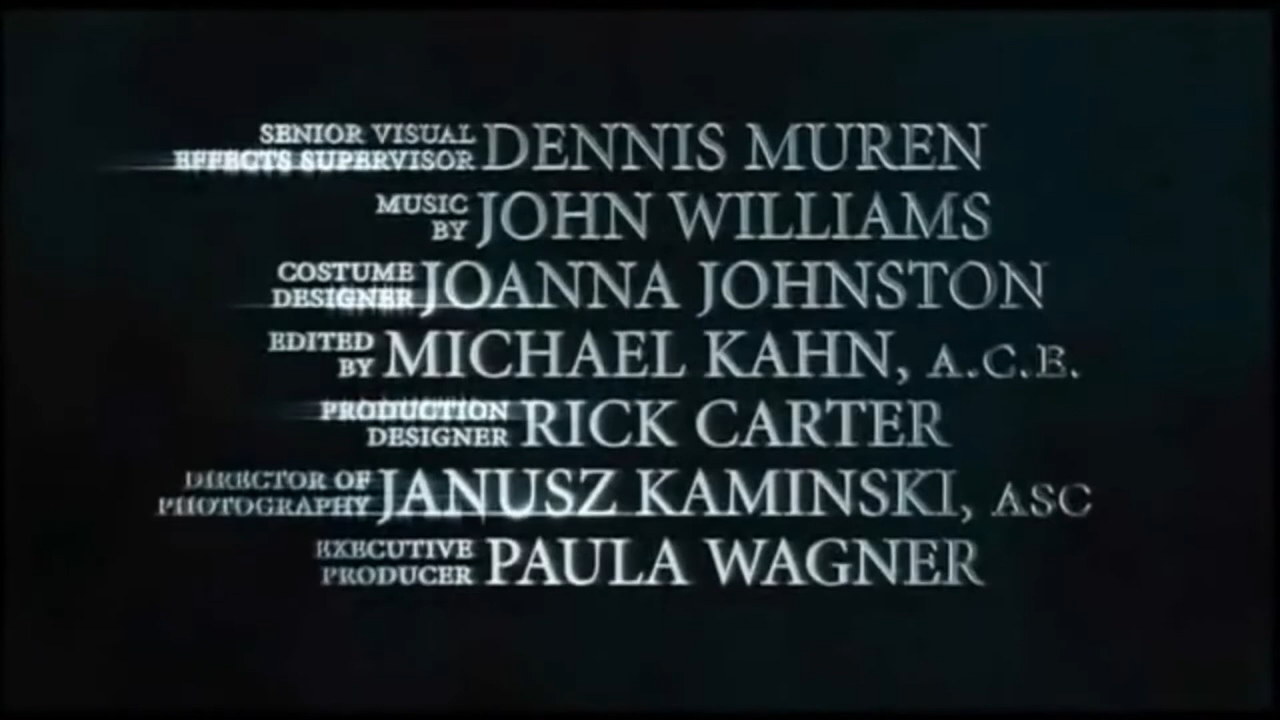 SENIOR VISUAL
EFFECTS SUPERVISOR DENNIS MUREN
MUSIC
BY JOHN WILLIAMS
COSTUME
DESIGNER JOANNA JOHNSTON
EDITED
BY MICHAEL KAHN, A.C.E.
PRODUCTION
DESIGNER RICK CARTER
DIRECTOR OF
PHOTOGRAPHY JANUSZ KAMINSKI, ASC
EXECUTIVE
PRODUCER PAULA WAGNER